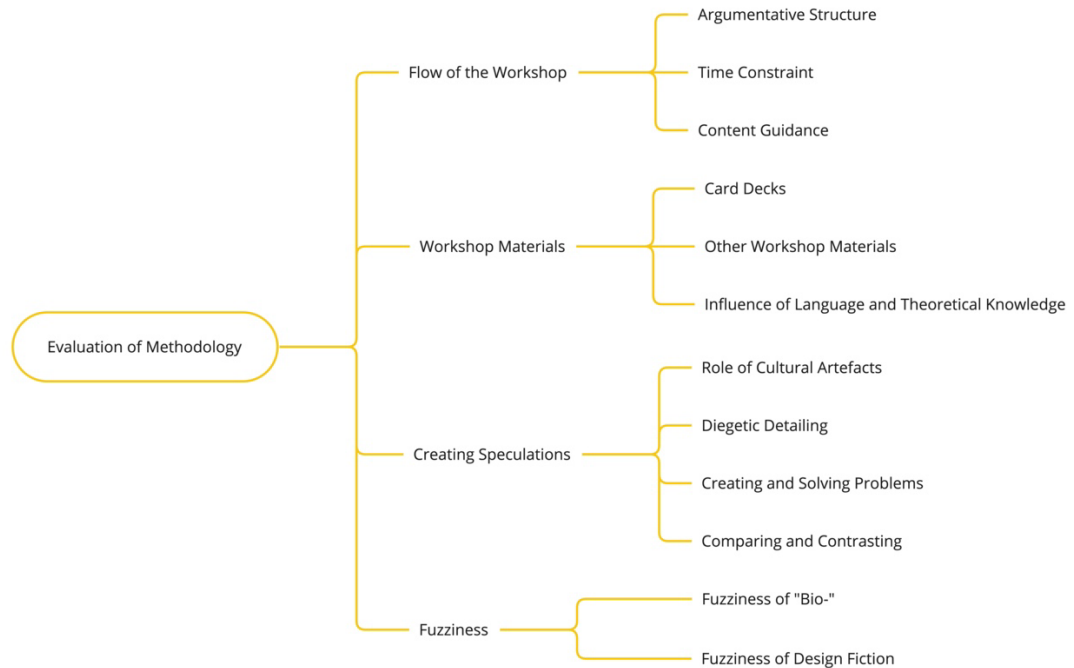 Evaluation of Methodology
Flow of the Workshop
Argumentative Structure
Time Constraint
Content Guidance
Workshop Materials
Card Decks
Other Workshop Materials
Influence of Language and Theoretical Knowledge
Creating Speculations
Role of Cultural Artefacts
Diegetic Detailing
Creating and Solving Problems
Comparing and Contrasting
Fuzziness
Fuzziness of "Bio-"
Fuzziness of Design Fiction